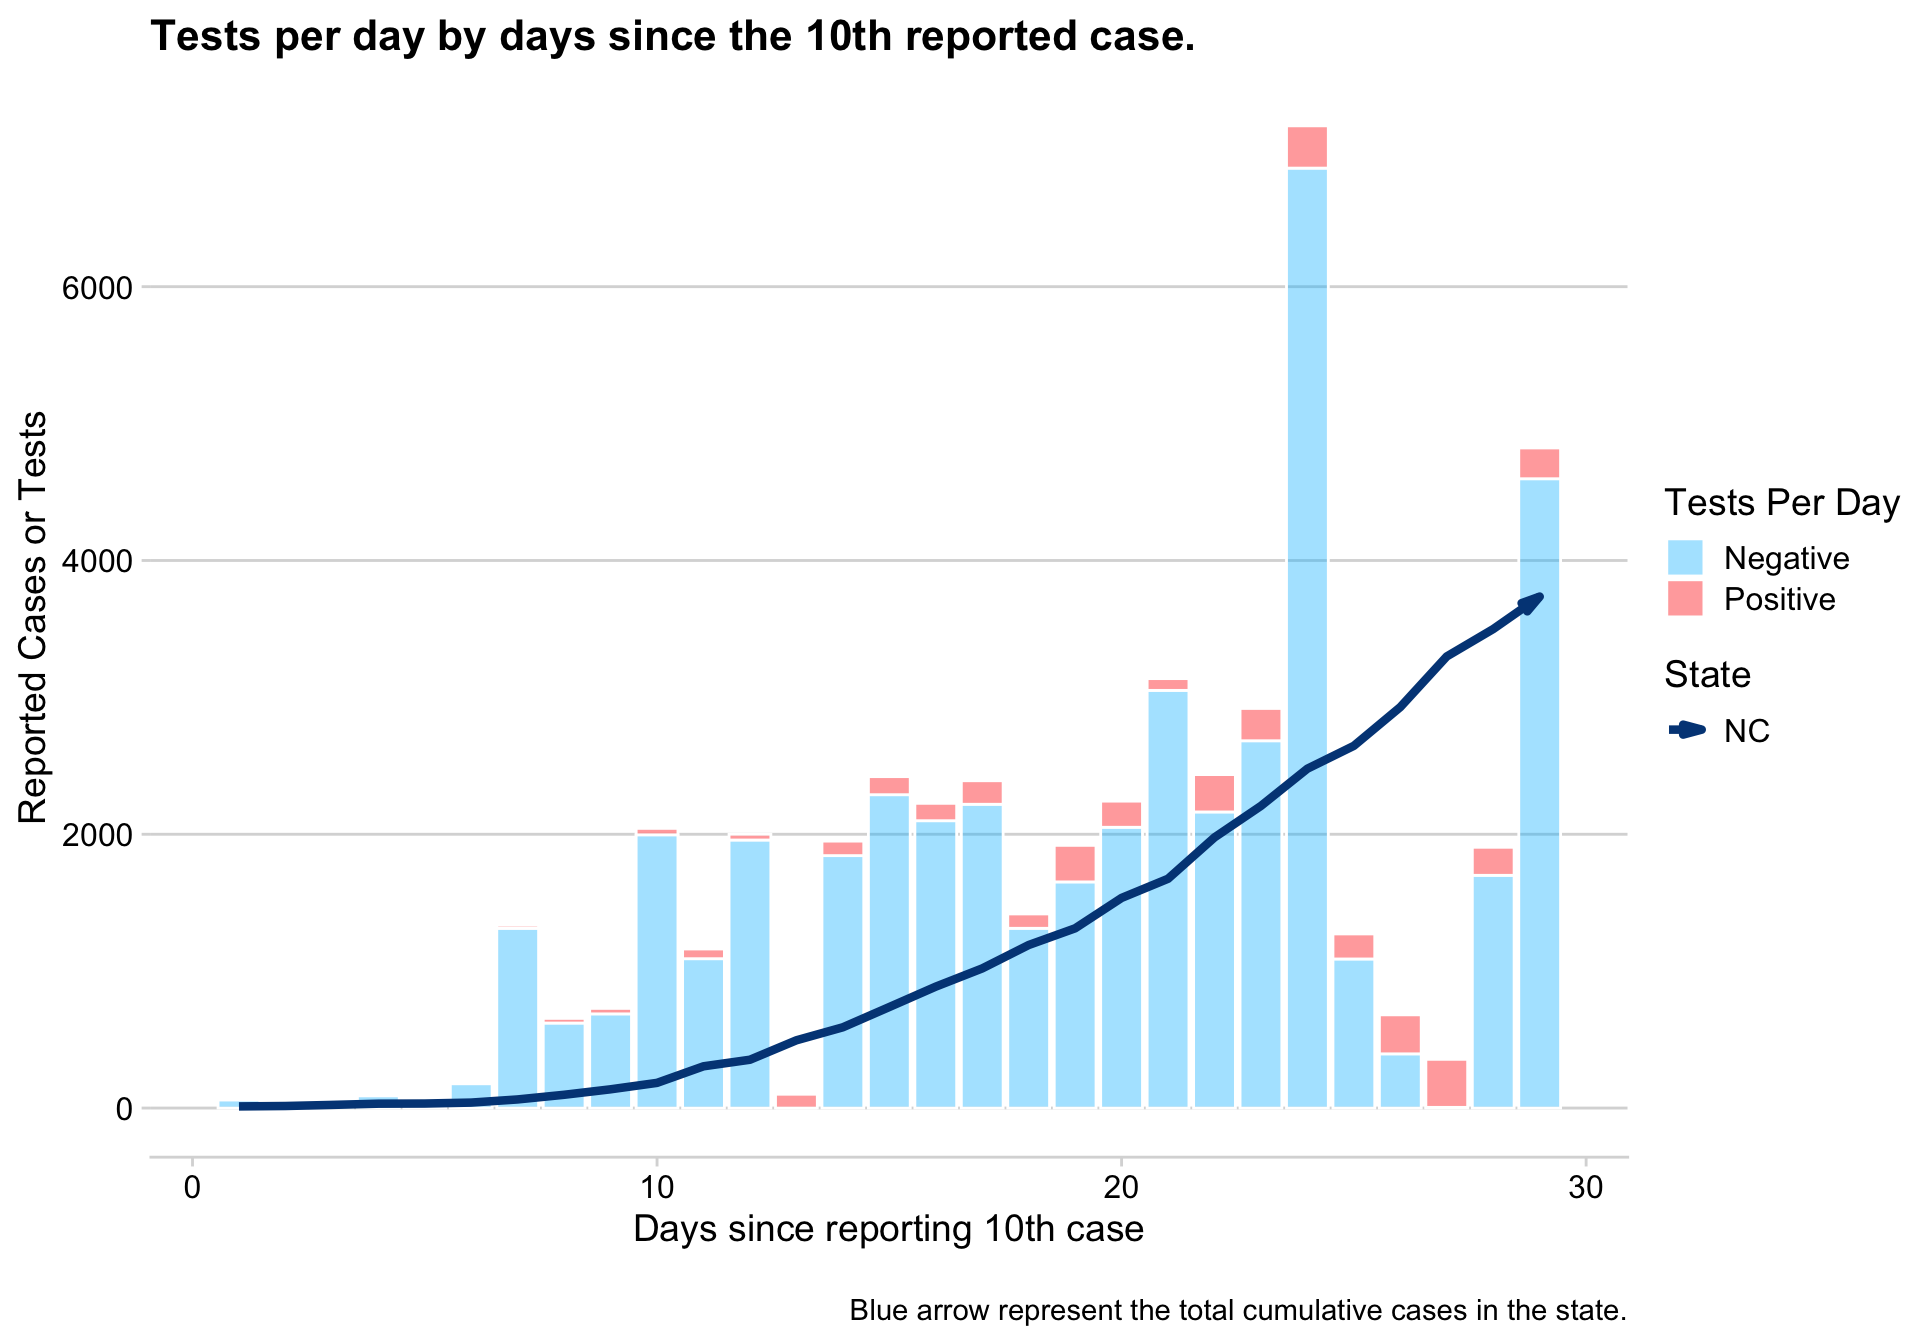 Tests per day by days since the 10th reported case.
6000
4000
2000
0
Reported Cases or Tests
0
10
20
30
Days since reporting 10th case
Tests Per Day
Negative
Positive
State
NC
Blue arrow represent the total cumulative cases in the state.